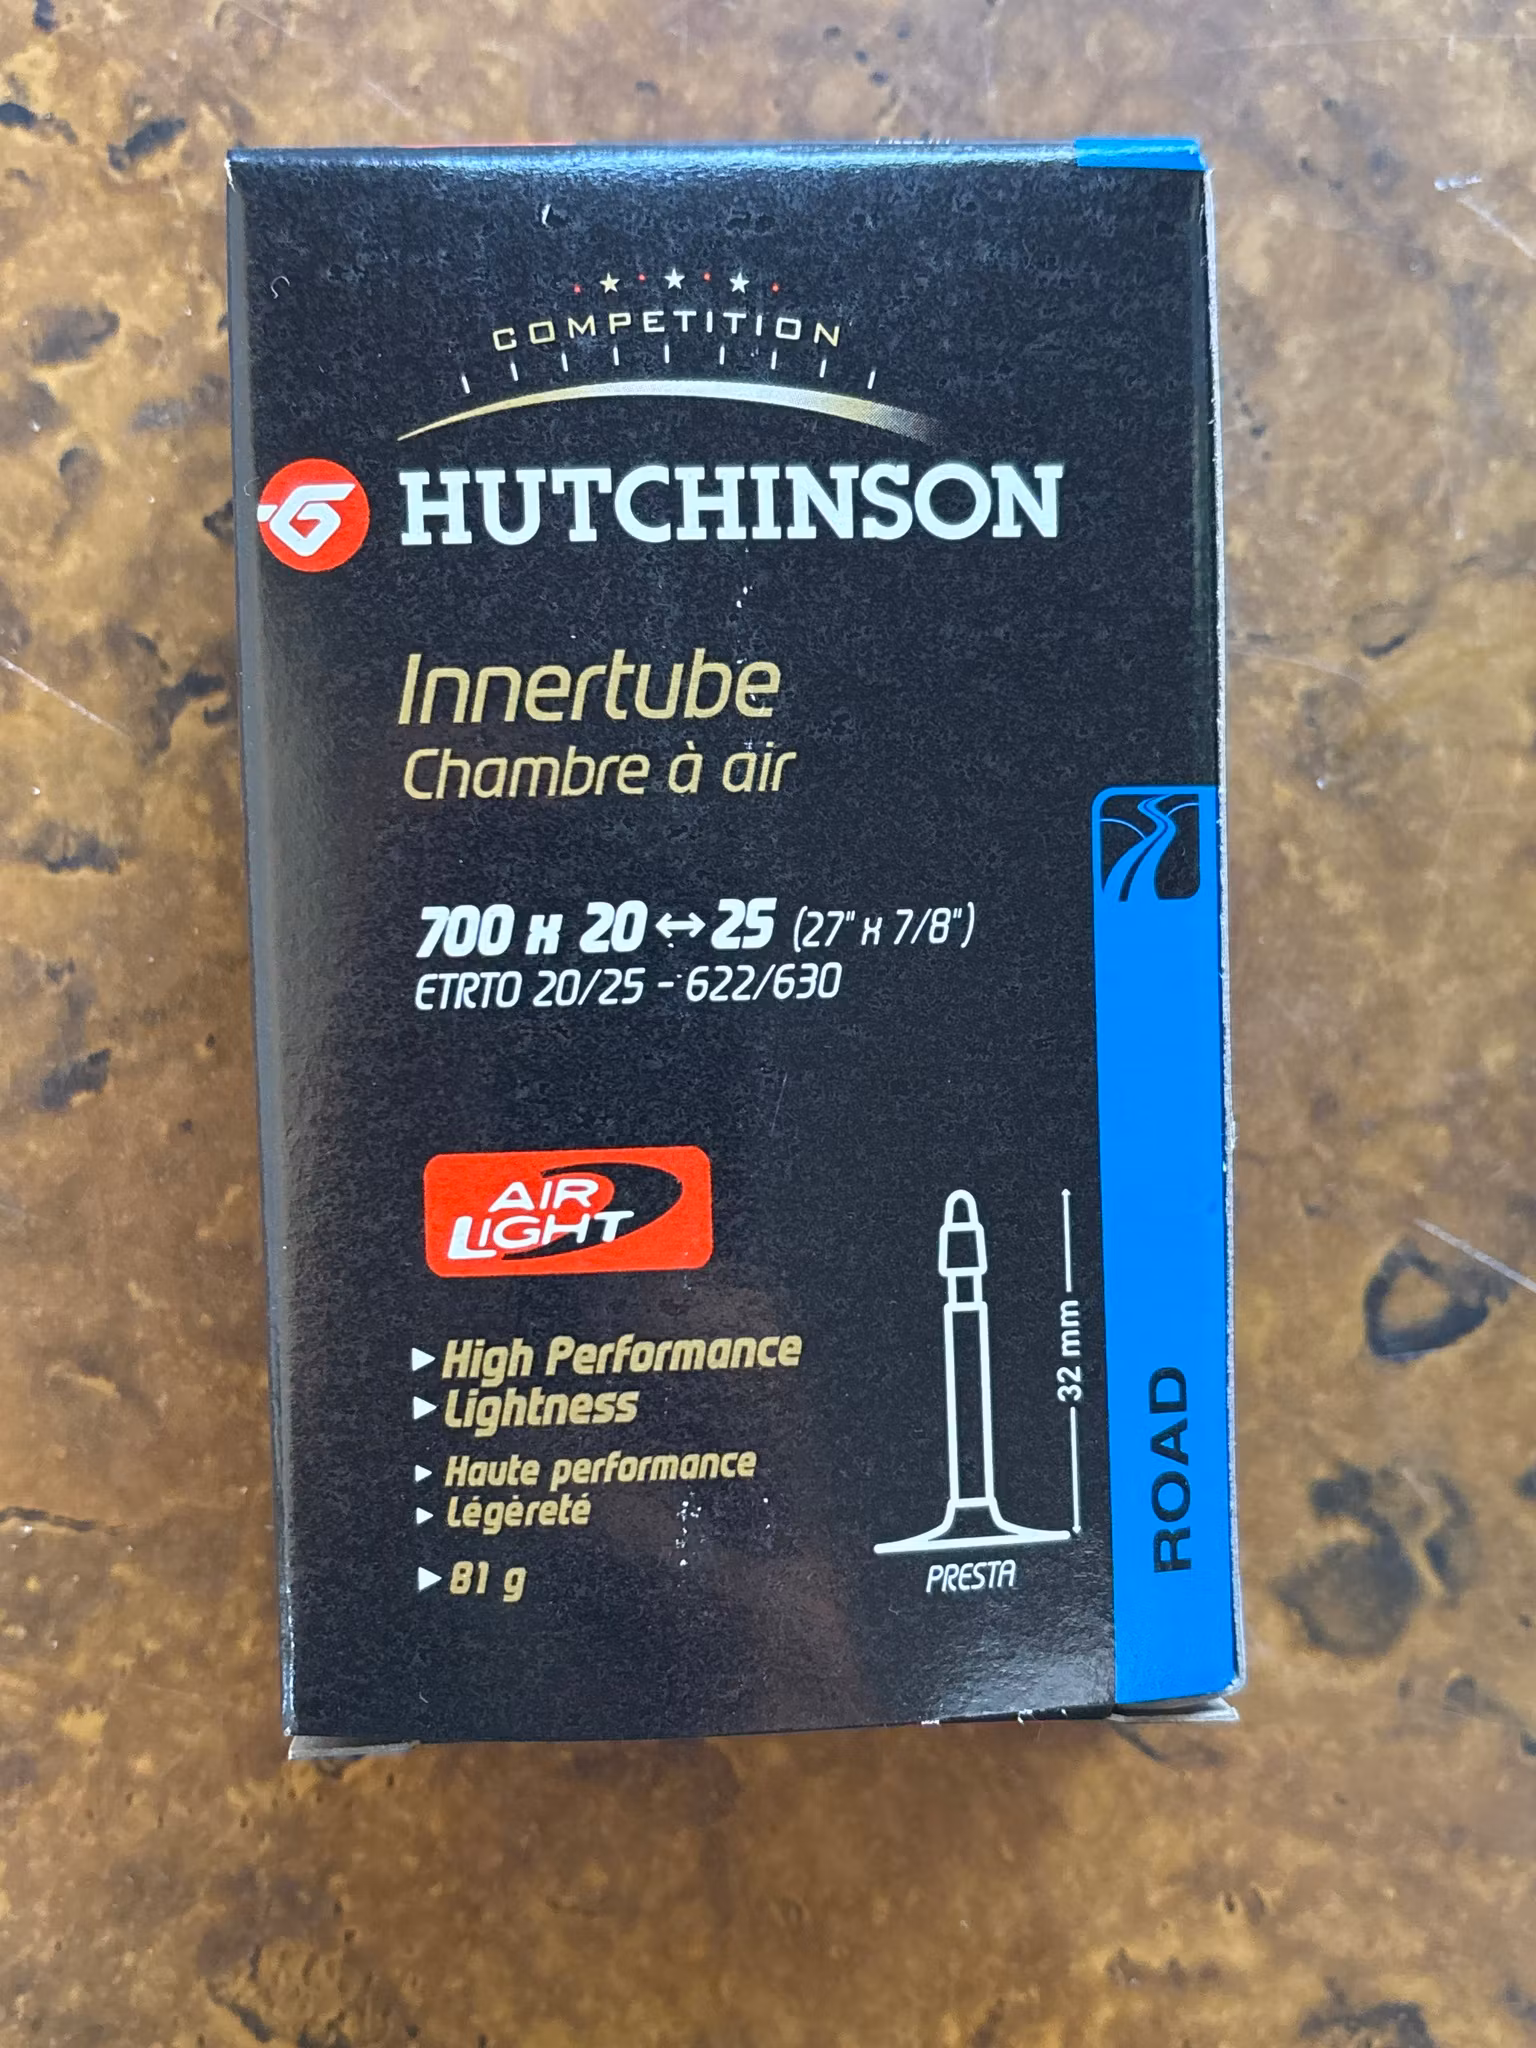 COMPETITION
HUTCHINSON
Innertube
Chambre à air
700 x 20↔25 (27" x 7/8")
ETRTO 20/25 - 622/630
AIR
LIGHT
▸High Performance
▸Lightness
▸Haute performance
▸Légèreté
▸81 g
32 mm
PRESTA
ROAD